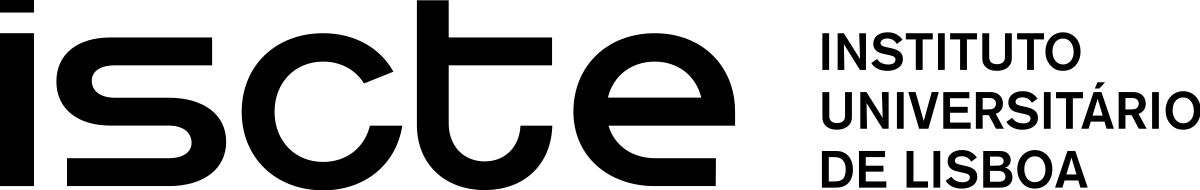 iscte
INSTITUTO
UNIVERSITÁRIO
DE LISBOA